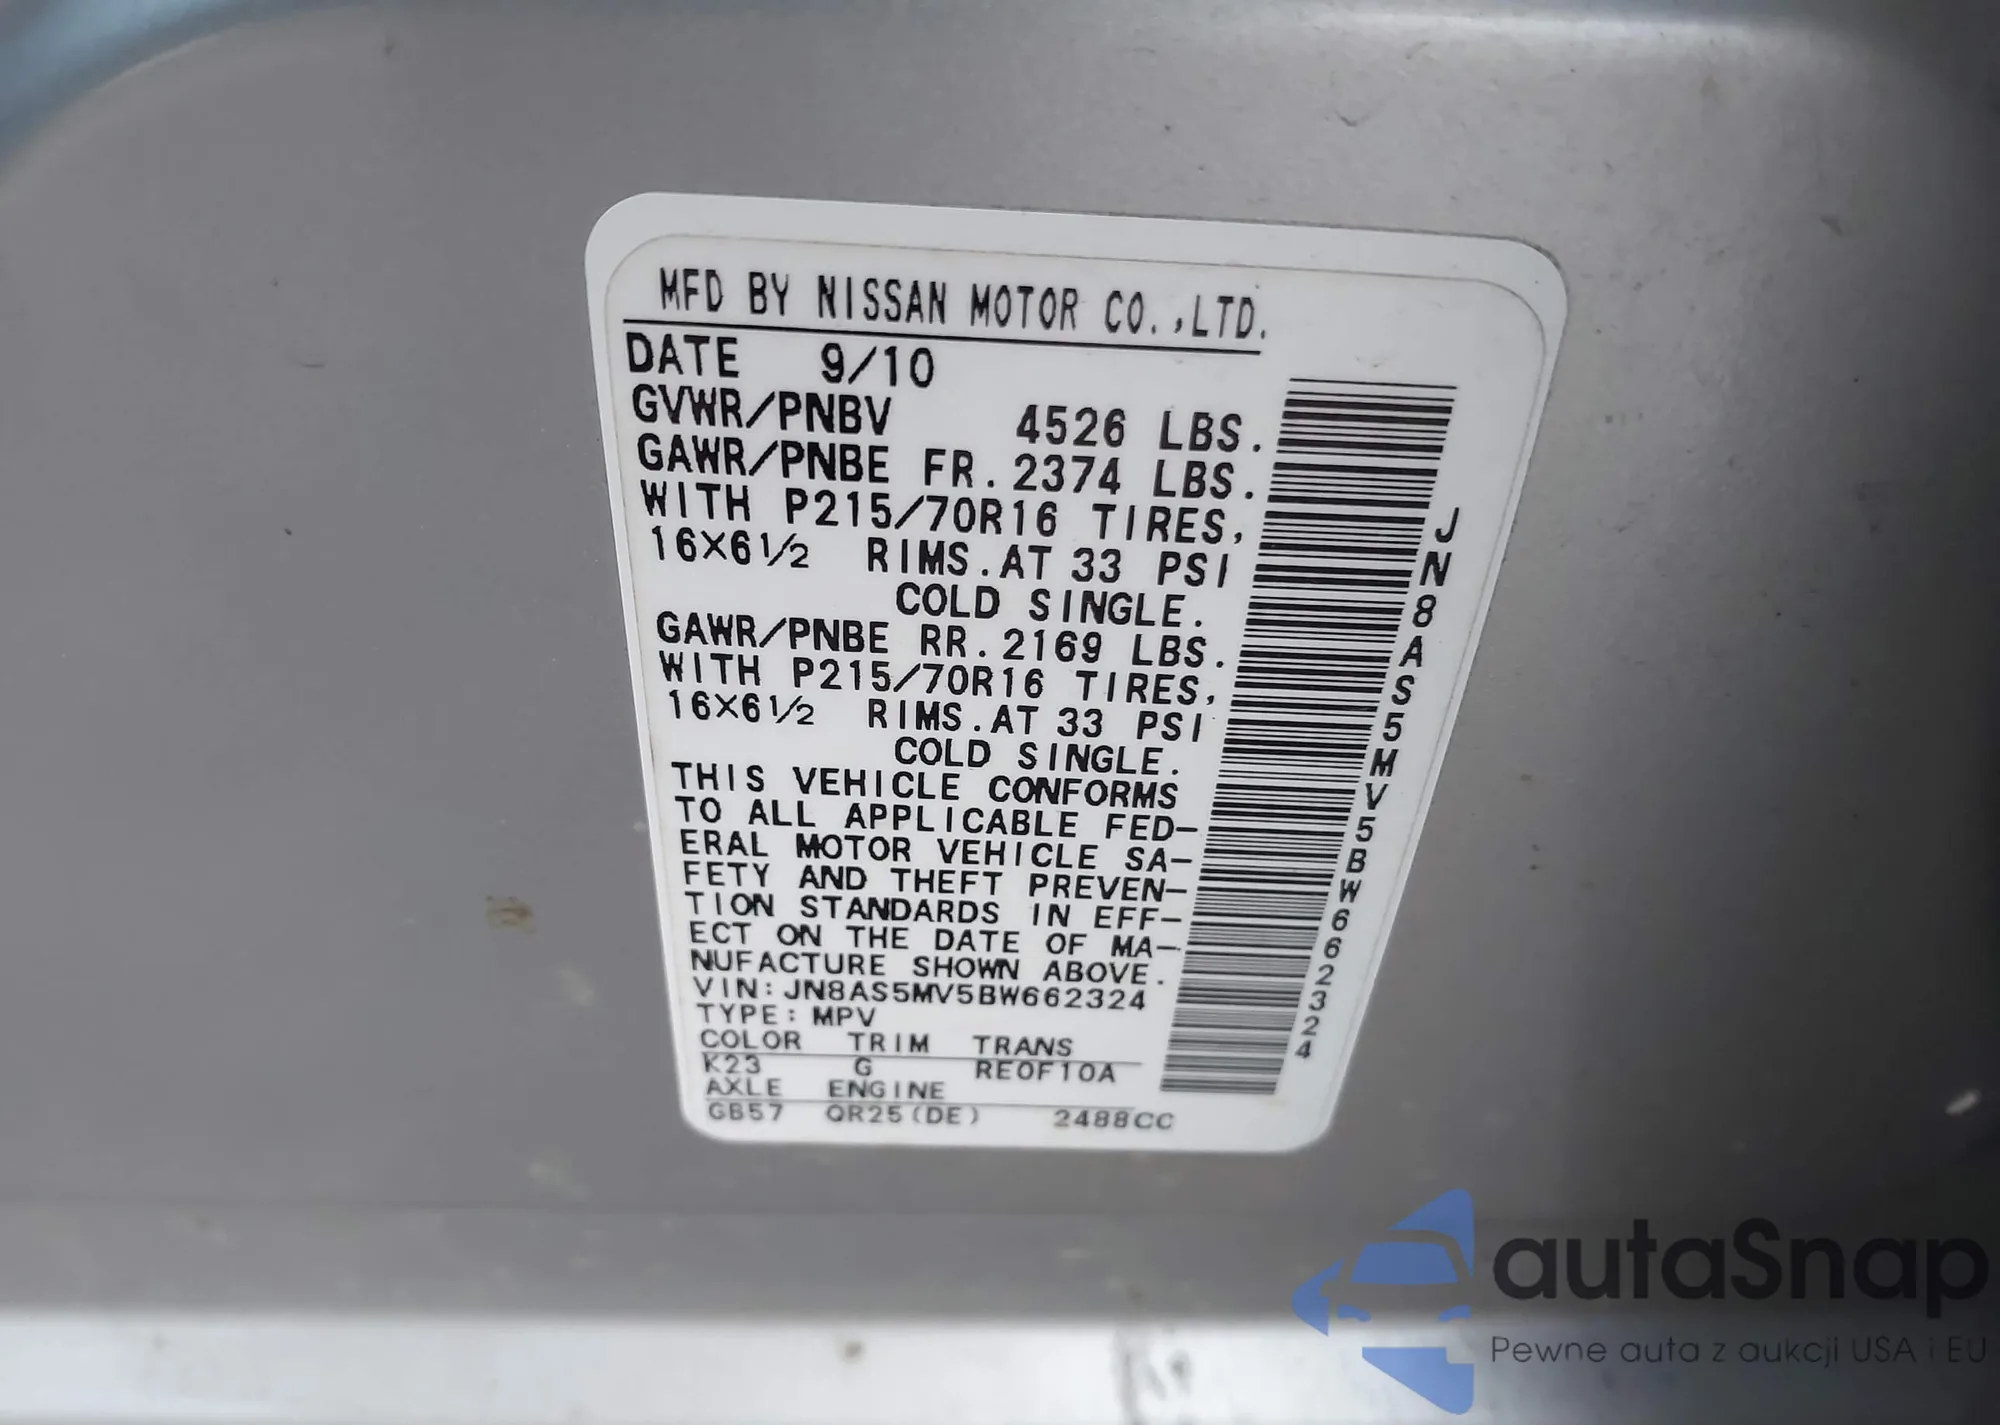 MFD BY NISSAN MOTOR CO.,LTD.
DATE 9/10
GVWR/PNBV 4526 LBS.
GAWR/PNBE FR. 2374 LBS.
WITH P215/70R16 TIRES,
16×6½ RIMS.AT 33 PSI
COLD SINGLE.
GAWR/PNBE RR. 2169 LBS.
WITH P215/70R16 TIRES,
16×6½ RIMS.AT 33 PSI
COLD SINGLE.
THIS VEHICLE CONFORMS
TO ALL APPLICABLE FED-
ERAL MOTOR VEHICLE SA-
FETY AND THEFT PREVEN-
TION STANDARDS IN EFF-
ECT ON THE DATE OF MA-
NUFACTURE SHOWN ABOVE.
VIN: JN8AS5MV5BW662324
TYPE: MPV
COLOR TRIM TRANS
K23 G RE0F10A
AXLE ENGINE
GB57 QR25(DE) 2488CC
JN8AS5MV5BW662324
autaSnap
Pewne auta z aukcji USA i EU